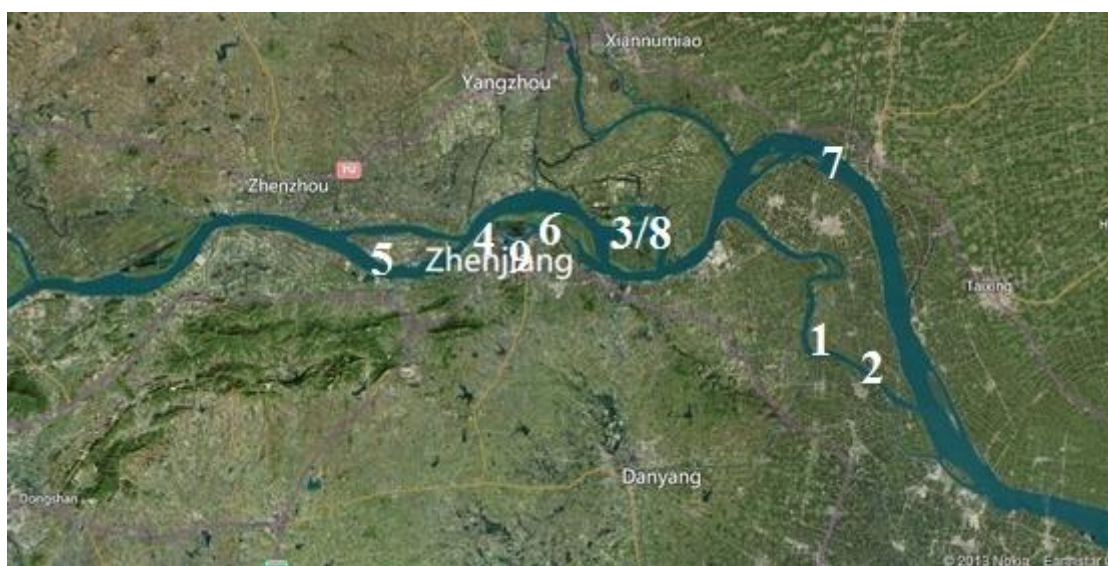 Xiannumiao
Yangzhou
7
Zhenzhou
6
3/8
4
5
Zhenjiang
9
Taixing
1
2
Danyang
Dongshan
© 2013 Nokia